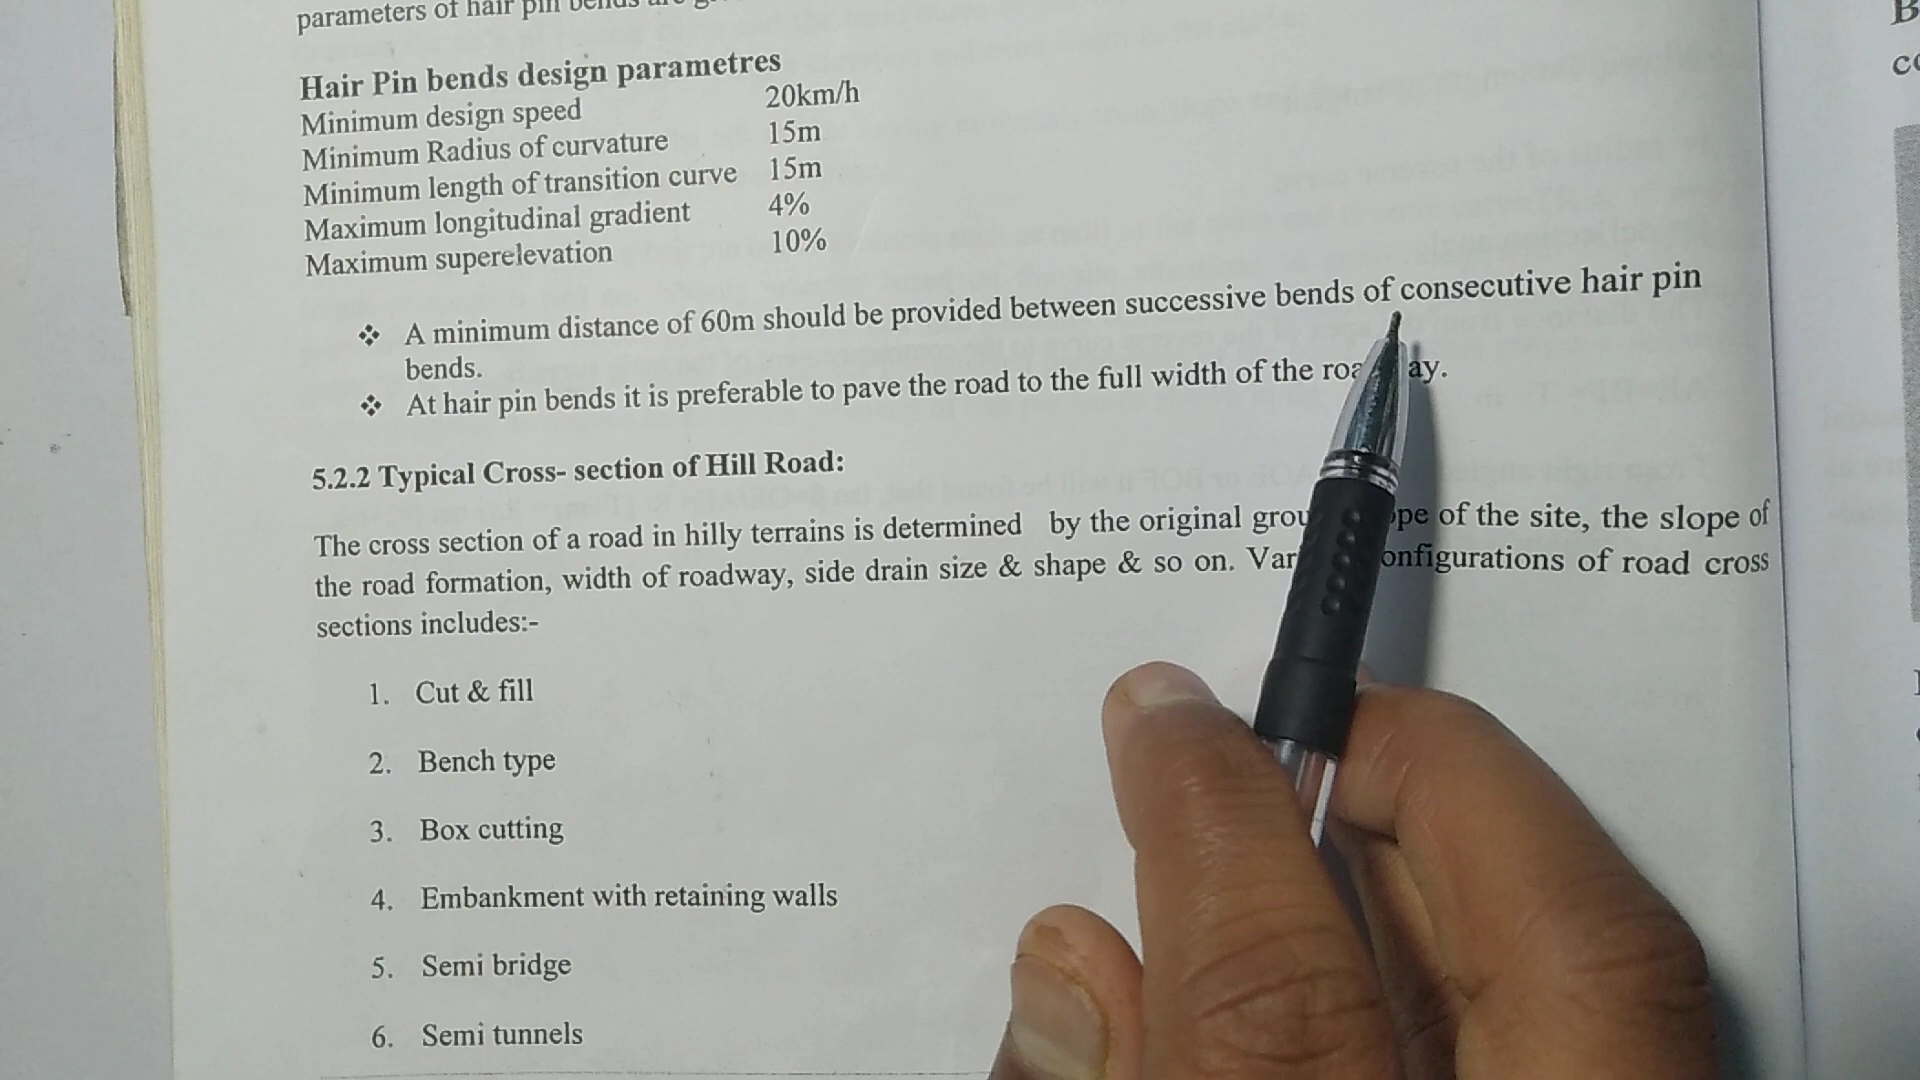 parameters of hair pin bends are
Hair Pin bends design parametres
Minimum design speed 20km/h
Minimum Radius of curvature 15m
Minimum length of transition curve 15m
Maximum longitudinal gradient 4%
Maximum superelevation 10%
❖ A minimum distance of 60m should be provided between successive bends of consecutive hair pin
bends.
❖ At hair pin bends it is preferable to pave the road to the full width of the roa ay.
5.2.2 Typical Cross- section of Hill Road:
The cross section of a road in hilly terrains is determined by the original grou pe of the site, the slope of
the road formation, width of roadway, side drain size & shape & so on. Var onfigurations of road cross
sections includes:-
1. Cut & fill
2. Bench type
3. Box cutting
4. Embankment with retaining walls
5. Semi bridge
6. Semi tunnels